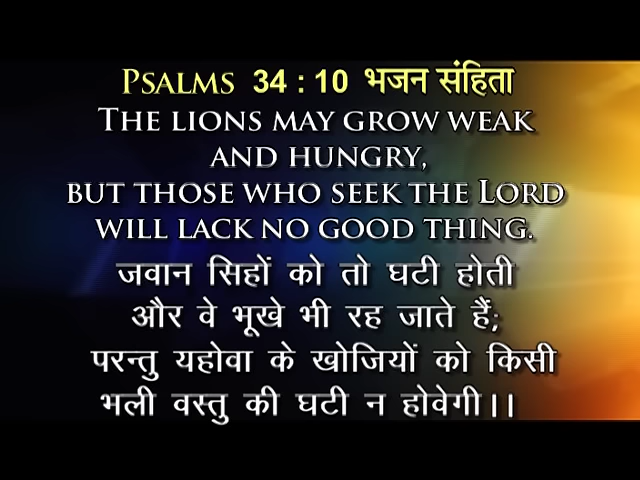 PSALMS 34 : 10 भजन संहिता
THE LIONS MAY GROW WEAK
AND HUNGRY,
BUT THOSE WHO SEEK THE LORD
WILL LACK NO GOOD THING.
जवान सिहों को तो घटी होती
और वे भूखे भी रह जाते हैं;
परन्तु यहोवा के खोजियों को किसी
भली वस्तु की घटी न होवेगी।।